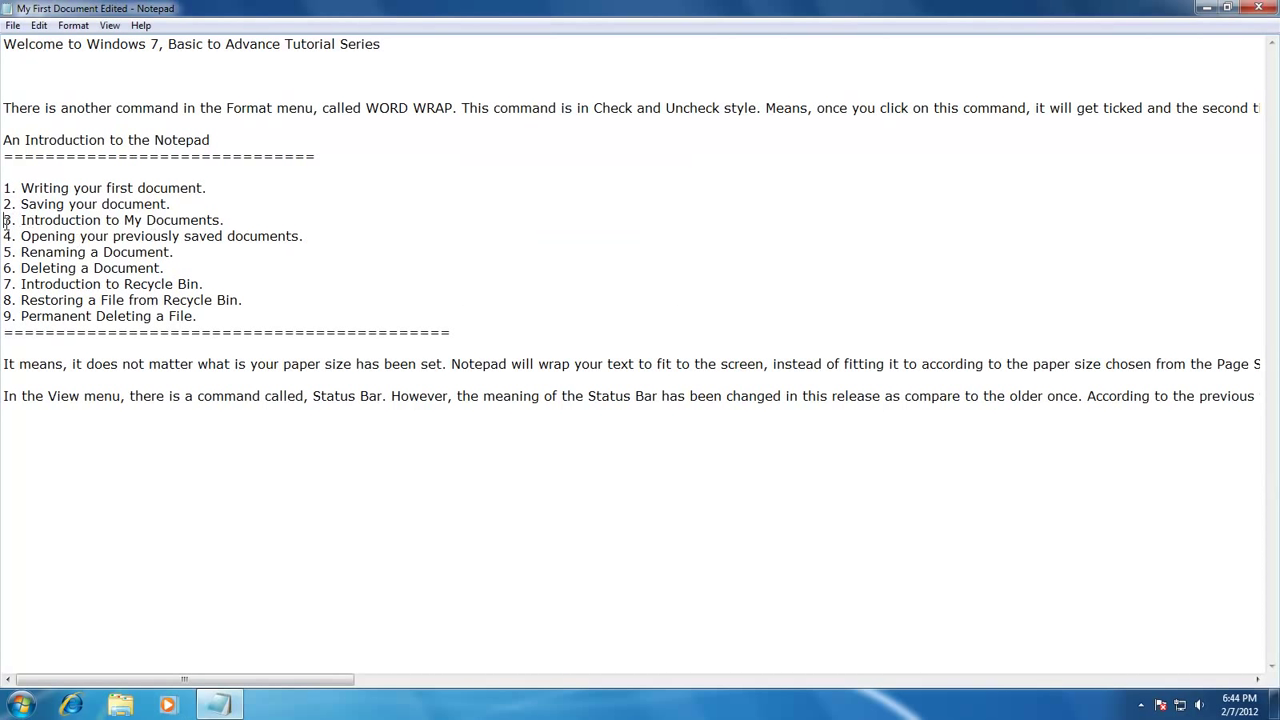 My First Document Edited - Notepad
File Edit Format View Help
Welcome to Windows 7, Basic to Advance Tutorial Series
There is another command in the Format menu, called WORD WRAP. This command is in Check and Uncheck style. Means, once you click on this command, it will get ticked and the second
An Introduction to the Notepad
==============================
1. Writing your first document.
2. Saving your document.
3. Introduction to My Documents.
4. Opening your previously saved documents.
5. Renaming a Document.
6. Deleting a Document.
7. Introduction to Recycle Bin.
8. Restoring a File from Recycle Bin.
9. Permanent Deleting a File.
===========================================
It means, it does not matter what is your paper size has been set. Notepad will wrap your text to fit to the screen, instead of fitting it to according to the paper size chosen from the Page S
In the View menu, there is a command called, Status Bar. However, the meaning of the Status Bar has been changed in this release as compare to the older once. According to the previous
6:44 PM
2/7/2012